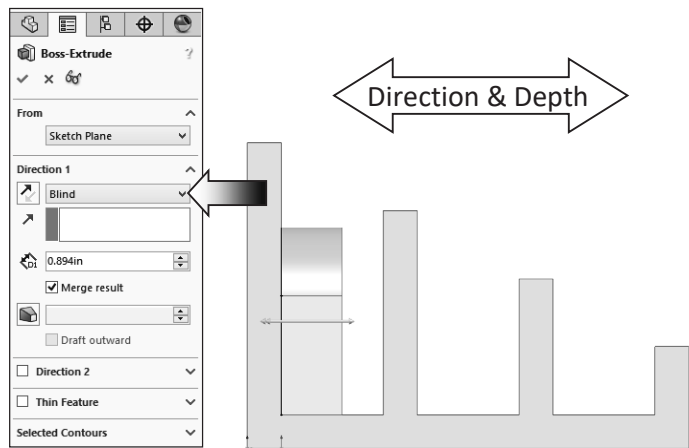 Boss-Extrude
?
From
Sketch Plane
Direction 1
Blind
D1
0.894in
Merge result
Draft outward
Direction 2
Thin Feature
Selected Contours
Direction & Depth